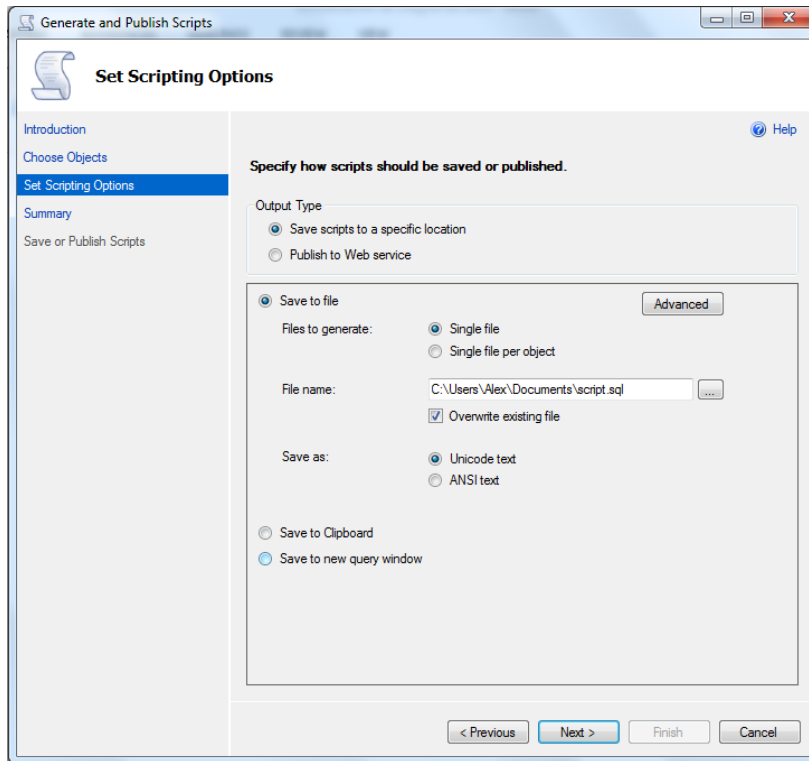 Generate and Publish Scripts
Set Scripting Options
Introduction
Choose Objects
Set Scripting Options
Summary
Save or Publish Scripts
Help
Specify how scripts should be saved or published.
Output Type
Save scripts to a specific location
Publish to Web service
Save to file
Advanced
Files to generate:
Single file
Single file per object
File name:
C:\Users\Alex\Documents\script.sql
...
Overwrite existing file
Save as:
Unicode text
ANSI text
Save to Clipboard
Save to new query window
< Previous
Next >
Finish
Cancel